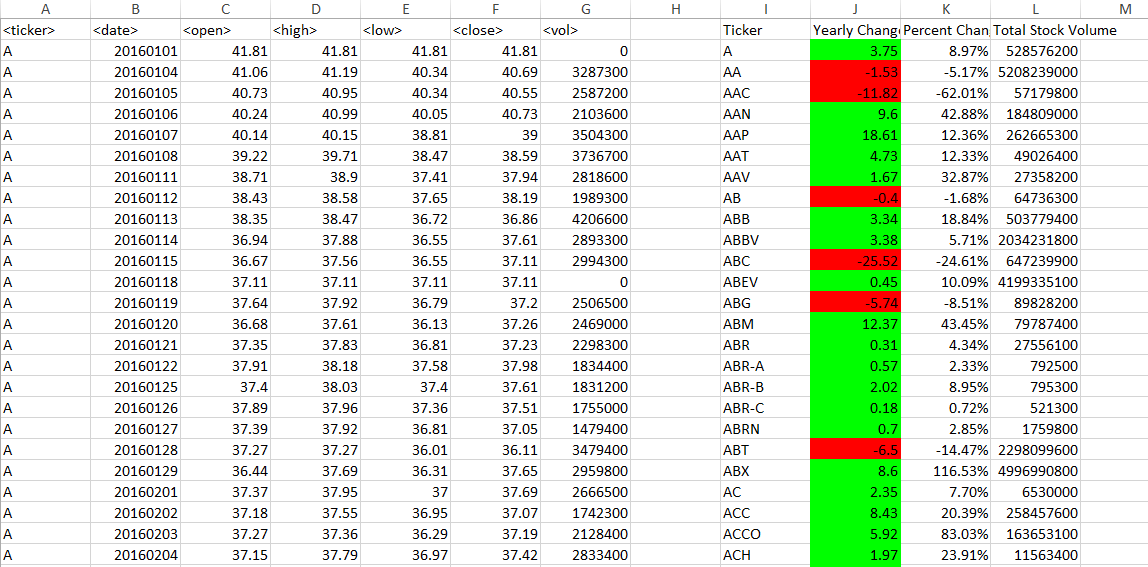 A B C D E F G H I J K L M
<ticker> <date> <open> <high> <low> <close> <vol> Ticker Yearly Chang Percent Chan Total Stock Volume
A 20160101 41.81 41.81 41.81 41.81 0 A 3.75 8.97% 528576200
A 20160104 41.06 41.19 40.34 40.69 3287300 AA -1.53 -5.17% 5208239000
A 20160105 40.73 40.95 40.34 40.55 2587200 AAC -11.82 -62.01% 57179800
A 20160106 40.24 40.99 40.05 40.73 2103600 AAN 9.6 42.88% 184809000
A 20160107 40.14 40.15 38.81 39 3504300 AAP 18.61 12.36% 262665300
A 20160108 39.22 39.71 38.47 38.59 3736700 AAT 4.73 12.33% 49026400
A 20160111 38.71 38.9 37.41 37.94 2818600 AAV 1.67 32.87% 27358200
A 20160112 38.43 38.58 37.65 38.19 1989300 AB -0.4 -1.68% 64736300
A 20160113 38.35 38.47 36.72 36.86 4206600 ABB 3.34 18.84% 503779400
A 20160114 36.94 37.88 36.55 37.61 2893300 ABBV 3.38 5.71% 2034231800
A 20160115 36.67 37.56 36.55 37.11 2994300 ABC -25.52 -24.61% 647239900
A 20160118 37.11 37.11 37.11 37.11 0 ABEV 0.45 10.09% 4199335100
A 20160119 37.64 37.92 36.79 37.2 2506500 ABG -5.74 -8.51% 89828200
A 20160120 36.68 37.61 36.13 37.26 2469000 ABM 12.37 43.45% 79787400
A 20160121 37.35 37.83 36.81 37.23 2298300 ABR 0.31 4.34% 27556100
A 20160122 37.91 38.18 37.58 37.98 1834400 ABR-A 0.57 2.33% 792500
A 20160125 37.4 38.03 37.4 37.61 1831200 ABR-B 2.02 8.95% 795300
A 20160126 37.89 37.96 37.36 37.51 1755000 ABR-C 0.18 0.72% 521300
A 20160127 37.39 37.92 36.81 37.05 1479400 ABRN 0.7 2.85% 1759800
A 20160128 37.27 37.27 36.01 36.11 3479400 ABT -6.5 -14.47% 2298099600
A 20160129 36.44 37.69 36.31 37.65 2959800 ABX 8.6 116.53% 4996990800
A 20160201 37.37 37.95 37 37.69 2666500 AC 2.35 7.70% 6530000
A 20160202 37.18 37.55 36.95 37.07 1742300 ACC 8.43 20.39% 258457600
A 20160203 37.27 37.36 36.29 37.19 2128400 ACCO 5.92 83.03% 163653100
A 20160204 37.15 37.79 36.97 37.42 2833400 ACH 1.97 23.91% 11563400